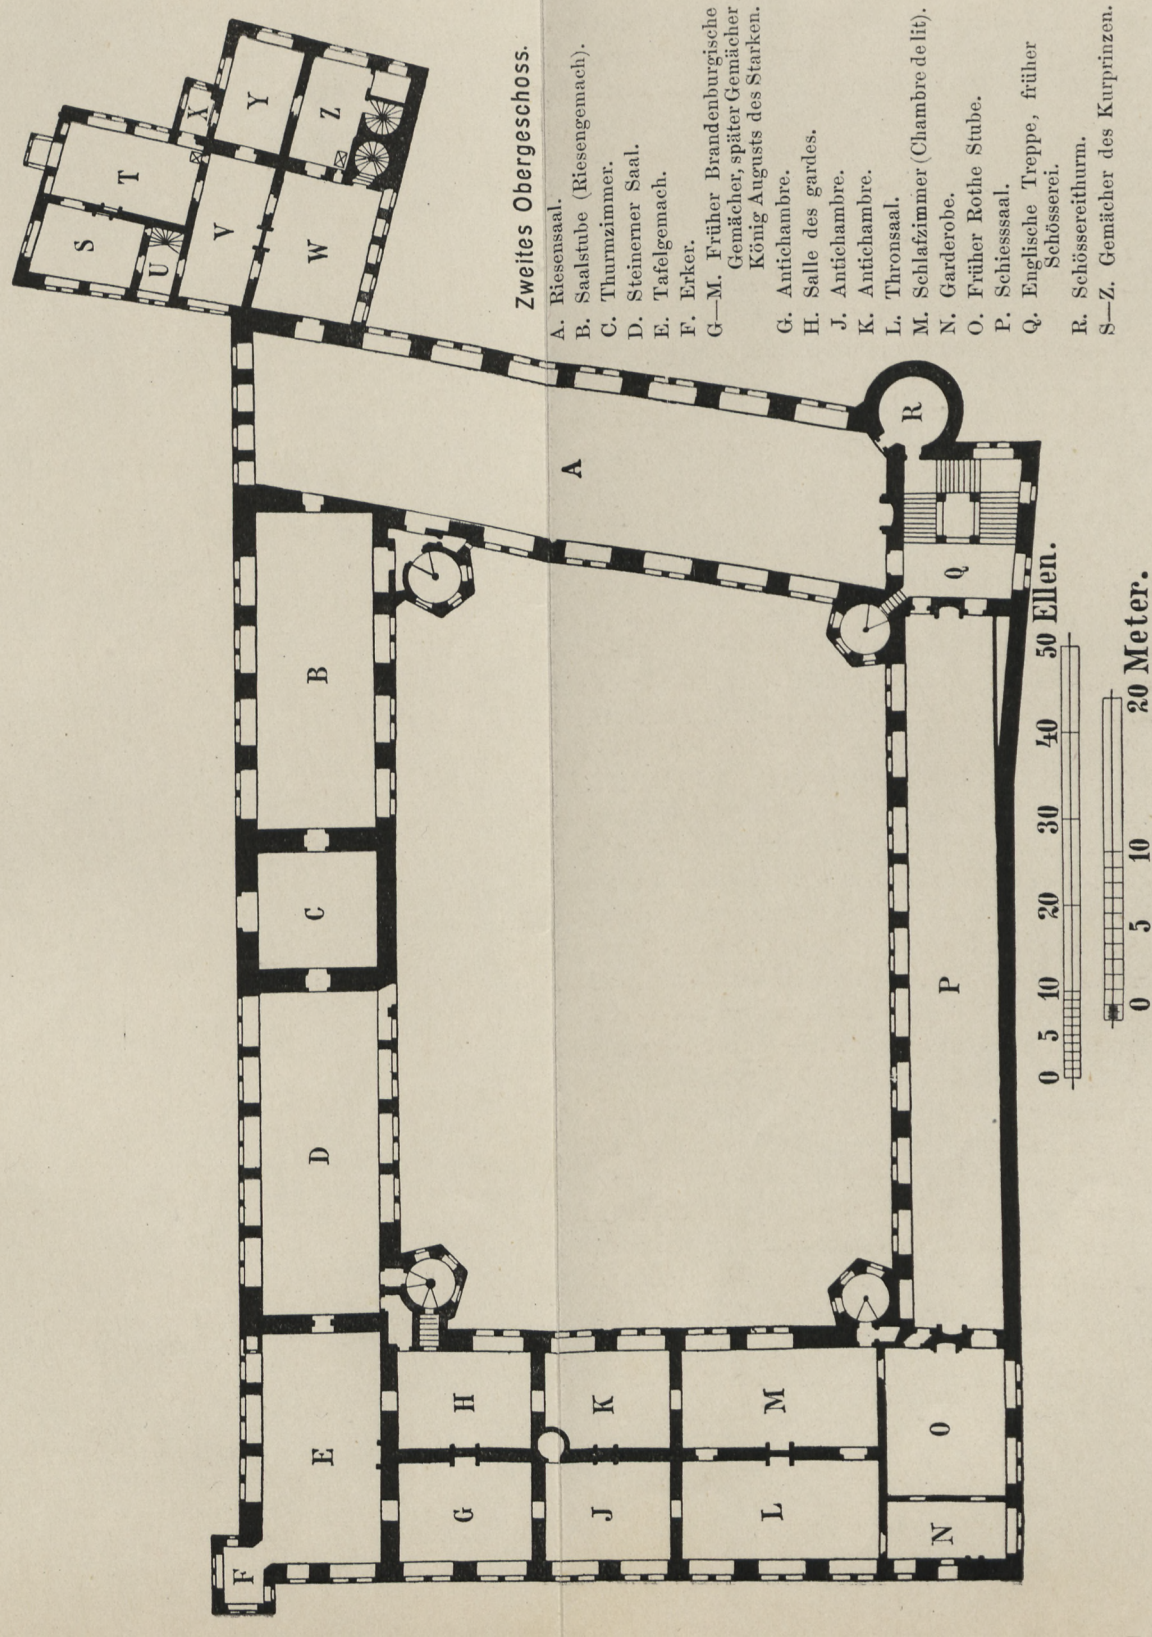 Zweites Obergeschoss.
A. Riesensaal.
B. Saalstube (Riesengemach).
C. Thurmzimmer.
D. Steinerner Saal.
E. Tafelgemach.
F. Erker.
G—M. Früher Brandenburgische
Gemächer, später Gemächer
König Augusts des Starken.
G. Antichambre.
H. Salle des gardes.
J. Antichambre.
K. Antichambre.
L. Thronsaal.
M. Schlafzimmer (Chambre de lit).
N. Garderobe.
O. Früher Rothe Stube.
P. Schiesssaal.
Q. Englische Treppe, früher
Schösserei.
R. Schössereithurm.
S—Z. Gemächer des Kurprinzen.
S
T
U
V
W
X
Y
Z
A
B
C
D
E
F
G
H
J
K
L
M
N
O
P
Q
R
0 5 10 20 30 40 50 Ellen.
0 5 10 20 Meter.